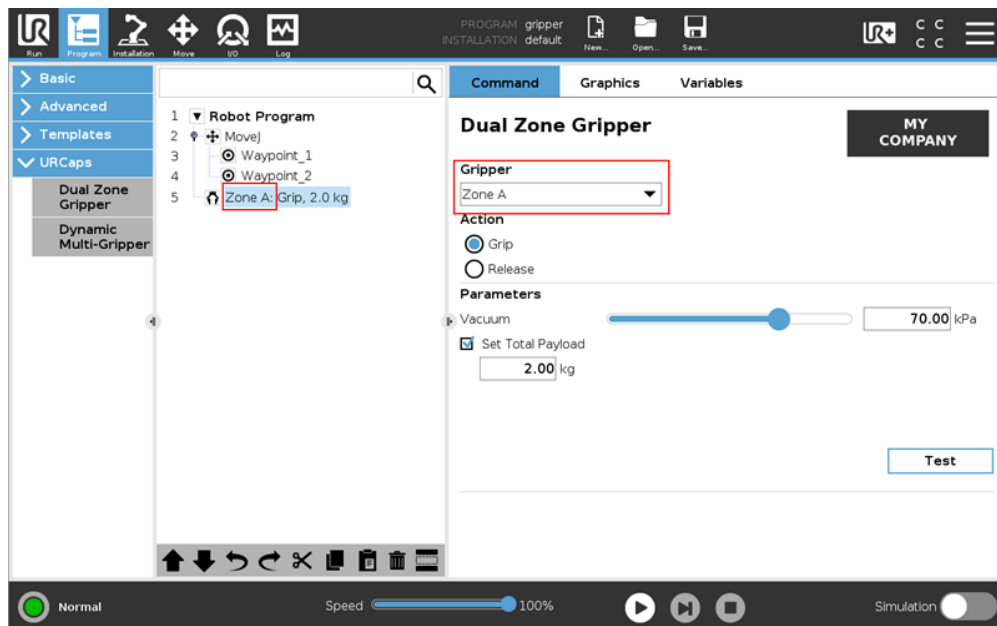 UR
PROGRAM gripper
INSTALLATION default
UR+
C C
C C
Run
Program
Installation
Move
I/O
Log
New...
Open...
Save...
Basic
Advanced
Templates
URCaps
Dual Zone
Gripper
Dynamic
Multi-Gripper
1 Robot Program
2 MoveJ
3 Waypoint_1
4 Waypoint_2
5 Zone A: Grip, 2.0 kg
Command Graphics Variables
Dual Zone Gripper
MY
COMPANY
Gripper
Zone A
Action
Grip
Release
Parameters
Vacuum 70.00 kPa
Set Total Payload
2.00 kg
Test
Normal
Speed 100%
Simulation